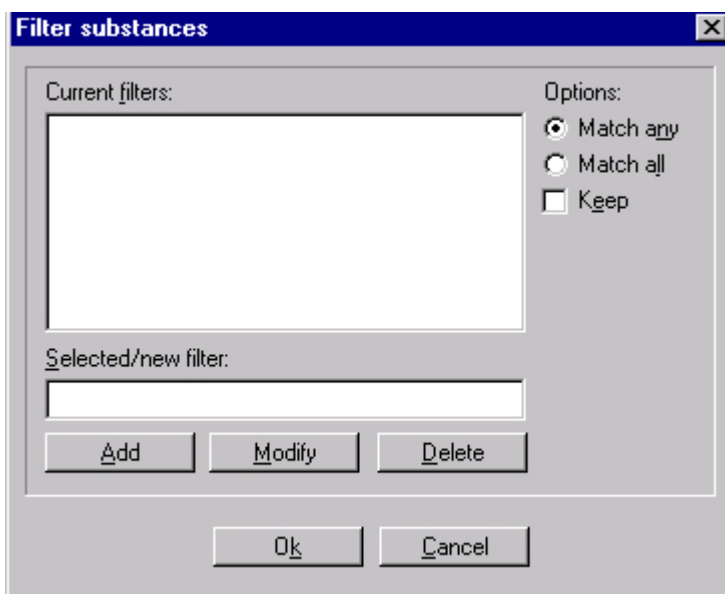 Filter substances
Current filters:
Options:
Match any
Match all
Keep
Selected/new filter:
Add Modify Delete
Ok Cancel